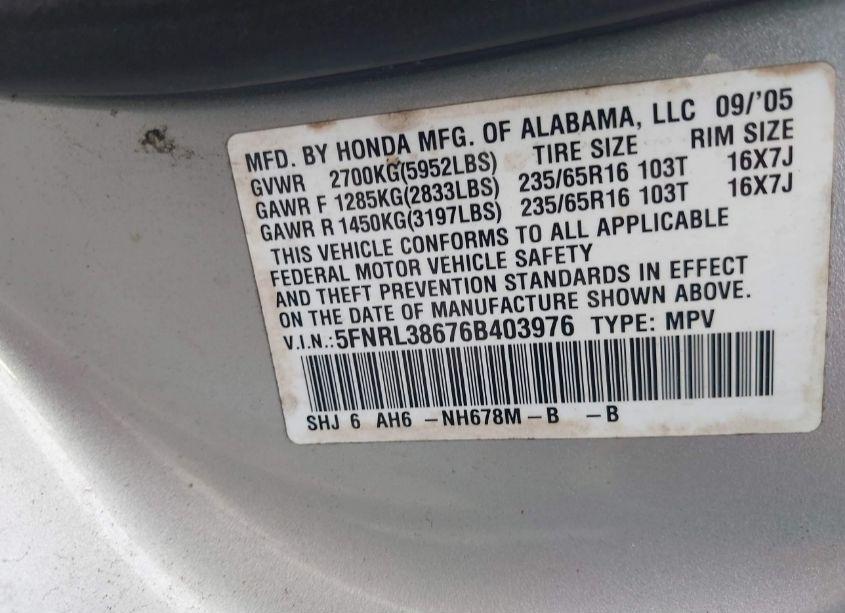 MFD. BY HONDA MFG. OF ALABAMA, LLC 09/'05
GVWR 2700KG(5952LBS) TIRE SIZE RIM SIZE
GAWR F 1285KG(2833LBS) 235/65R16 103T 16X7J
GAWR R 1450KG(3197LBS) 235/65R16 103T 16X7J
THIS VEHICLE CONFORMS TO ALL APPLICABLE
FEDERAL MOTOR VEHICLE SAFETY
AND THEFT PREVENTION STANDARDS IN EFFECT
ON THE DATE OF MANUFACTURE SHOWN ABOVE.
V.I.N.:5FNRL38676B403976 TYPE: MPV
SHJ 6 AH6 -NH678M-B -B